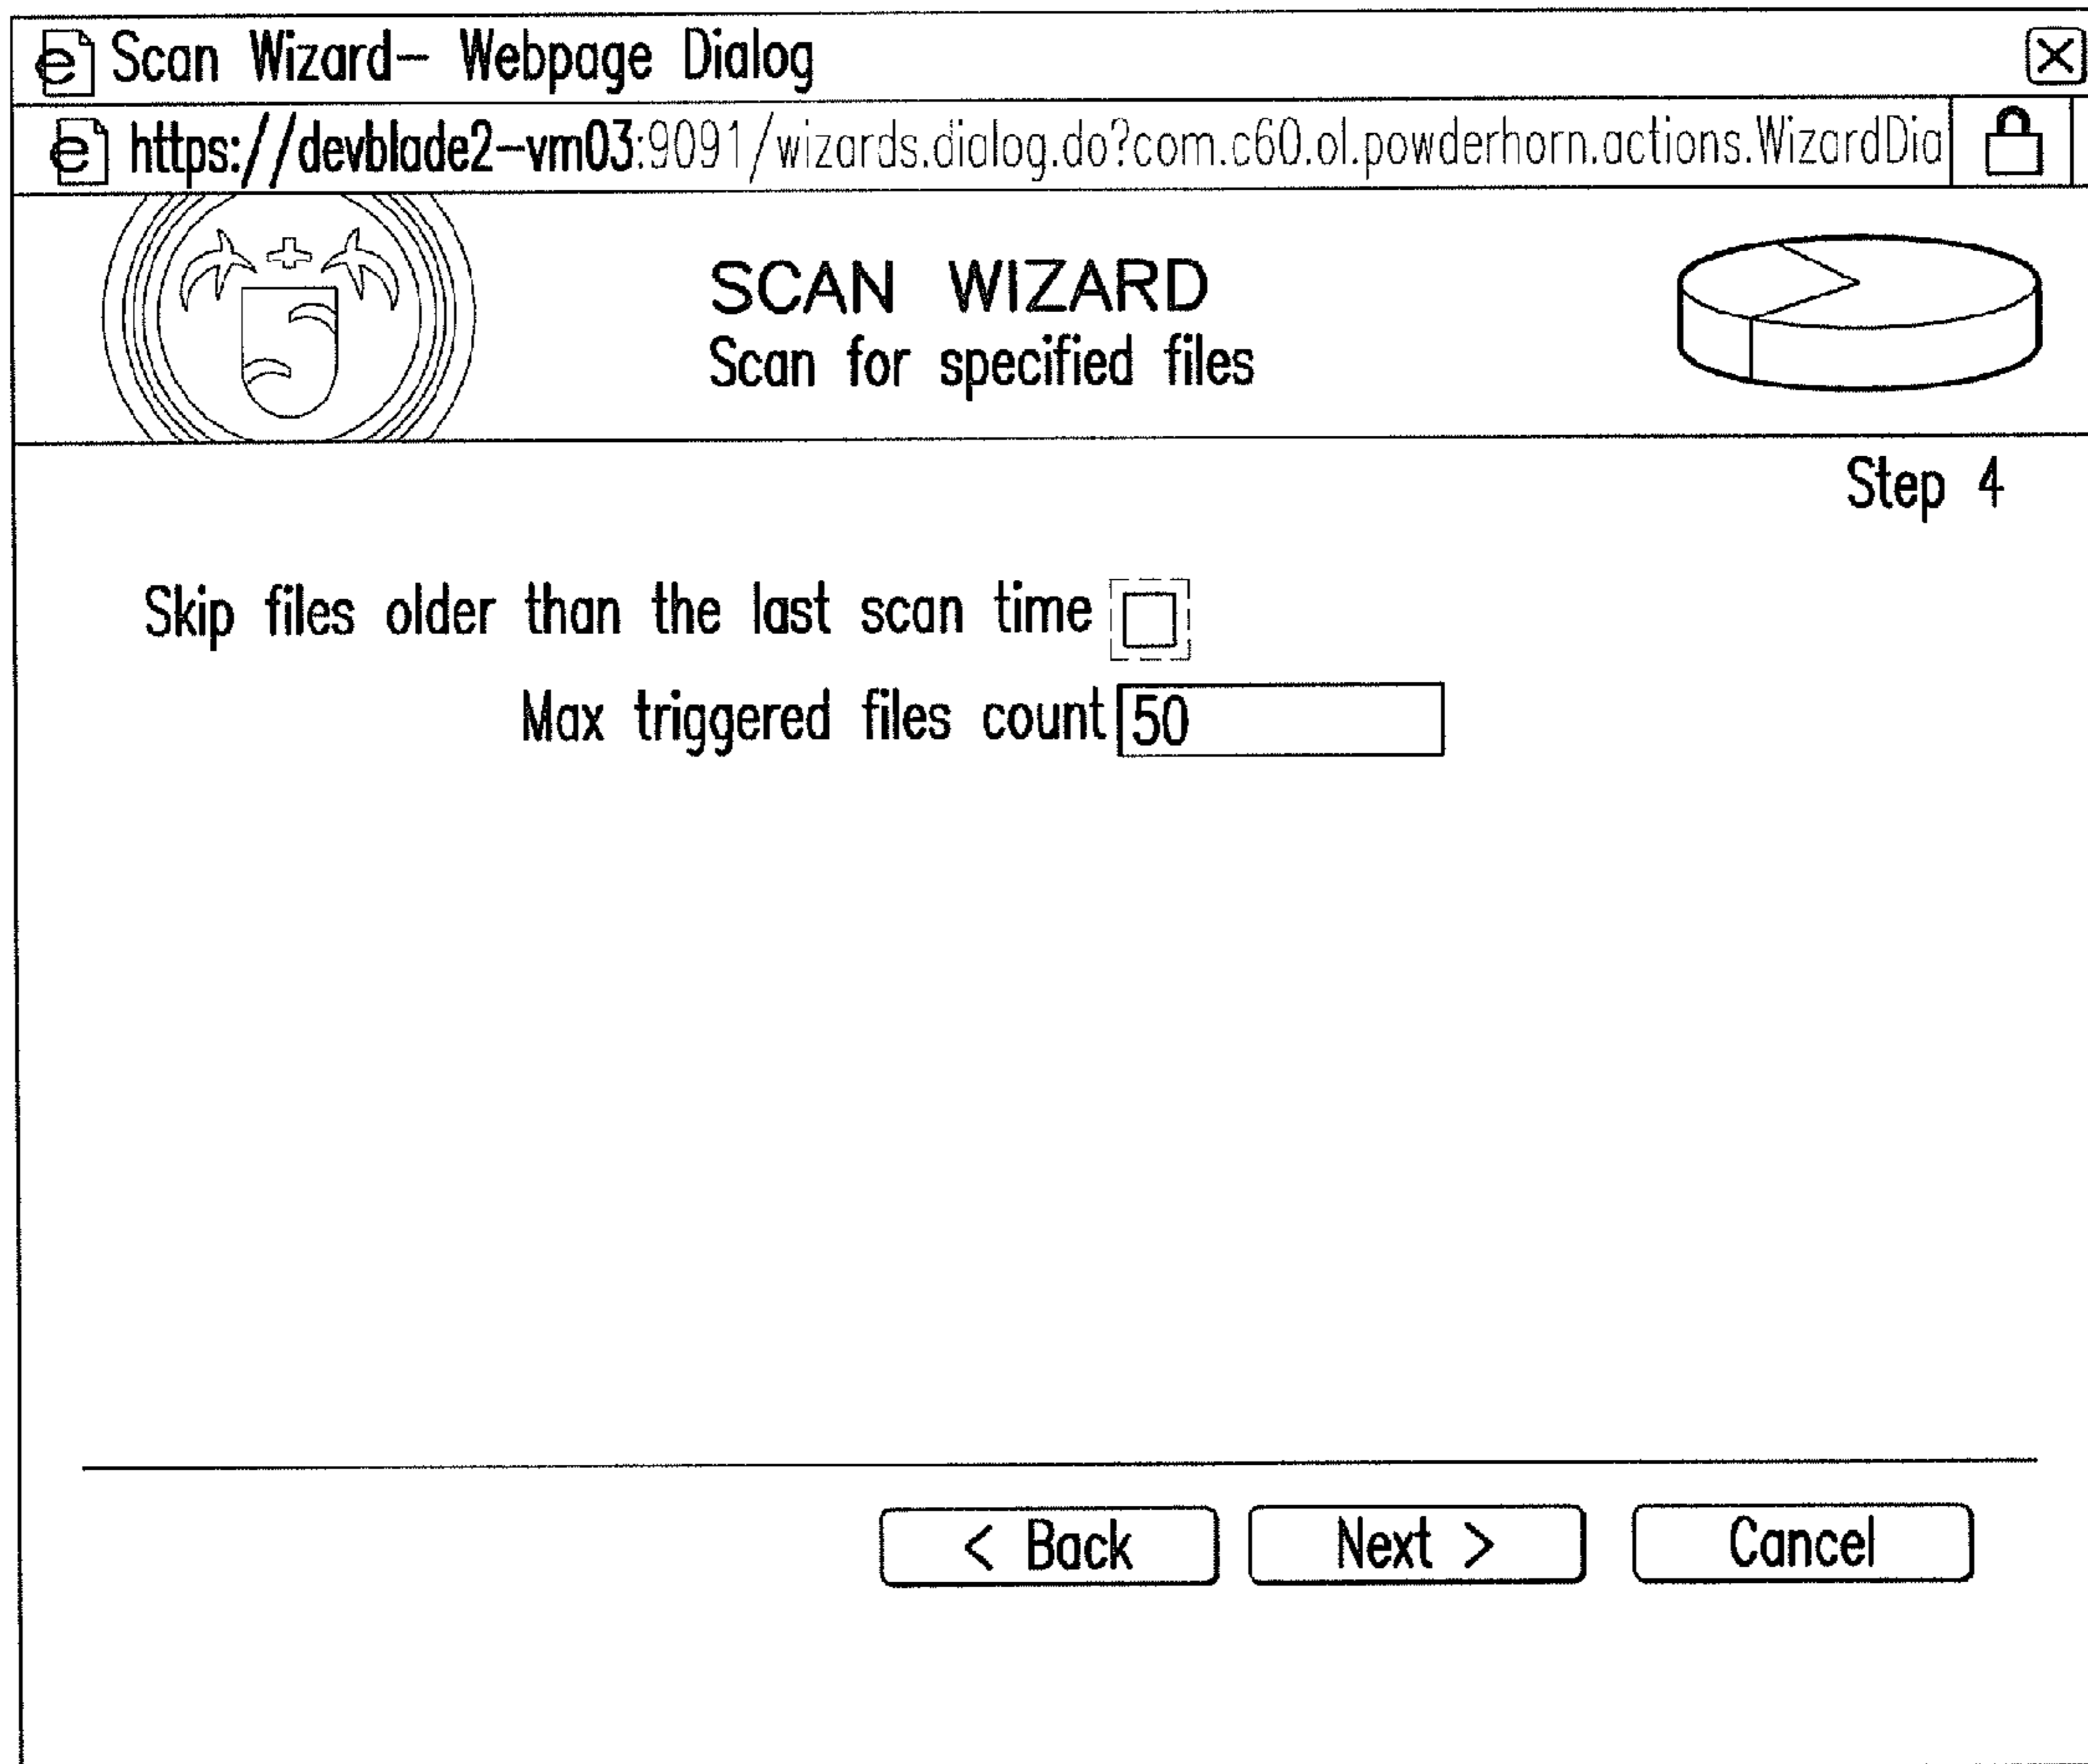 Scan Wizard– Webpage Dialog
https://devblade2–vm03:9091/wizards.dialog.do?com.c60.ol.powderhorn.actions.WizardDia
SCAN WIZARD
Scan for specified files
Step 4
Skip files older than the last scan time
Max triggered files count 50
< Back Next > Cancel